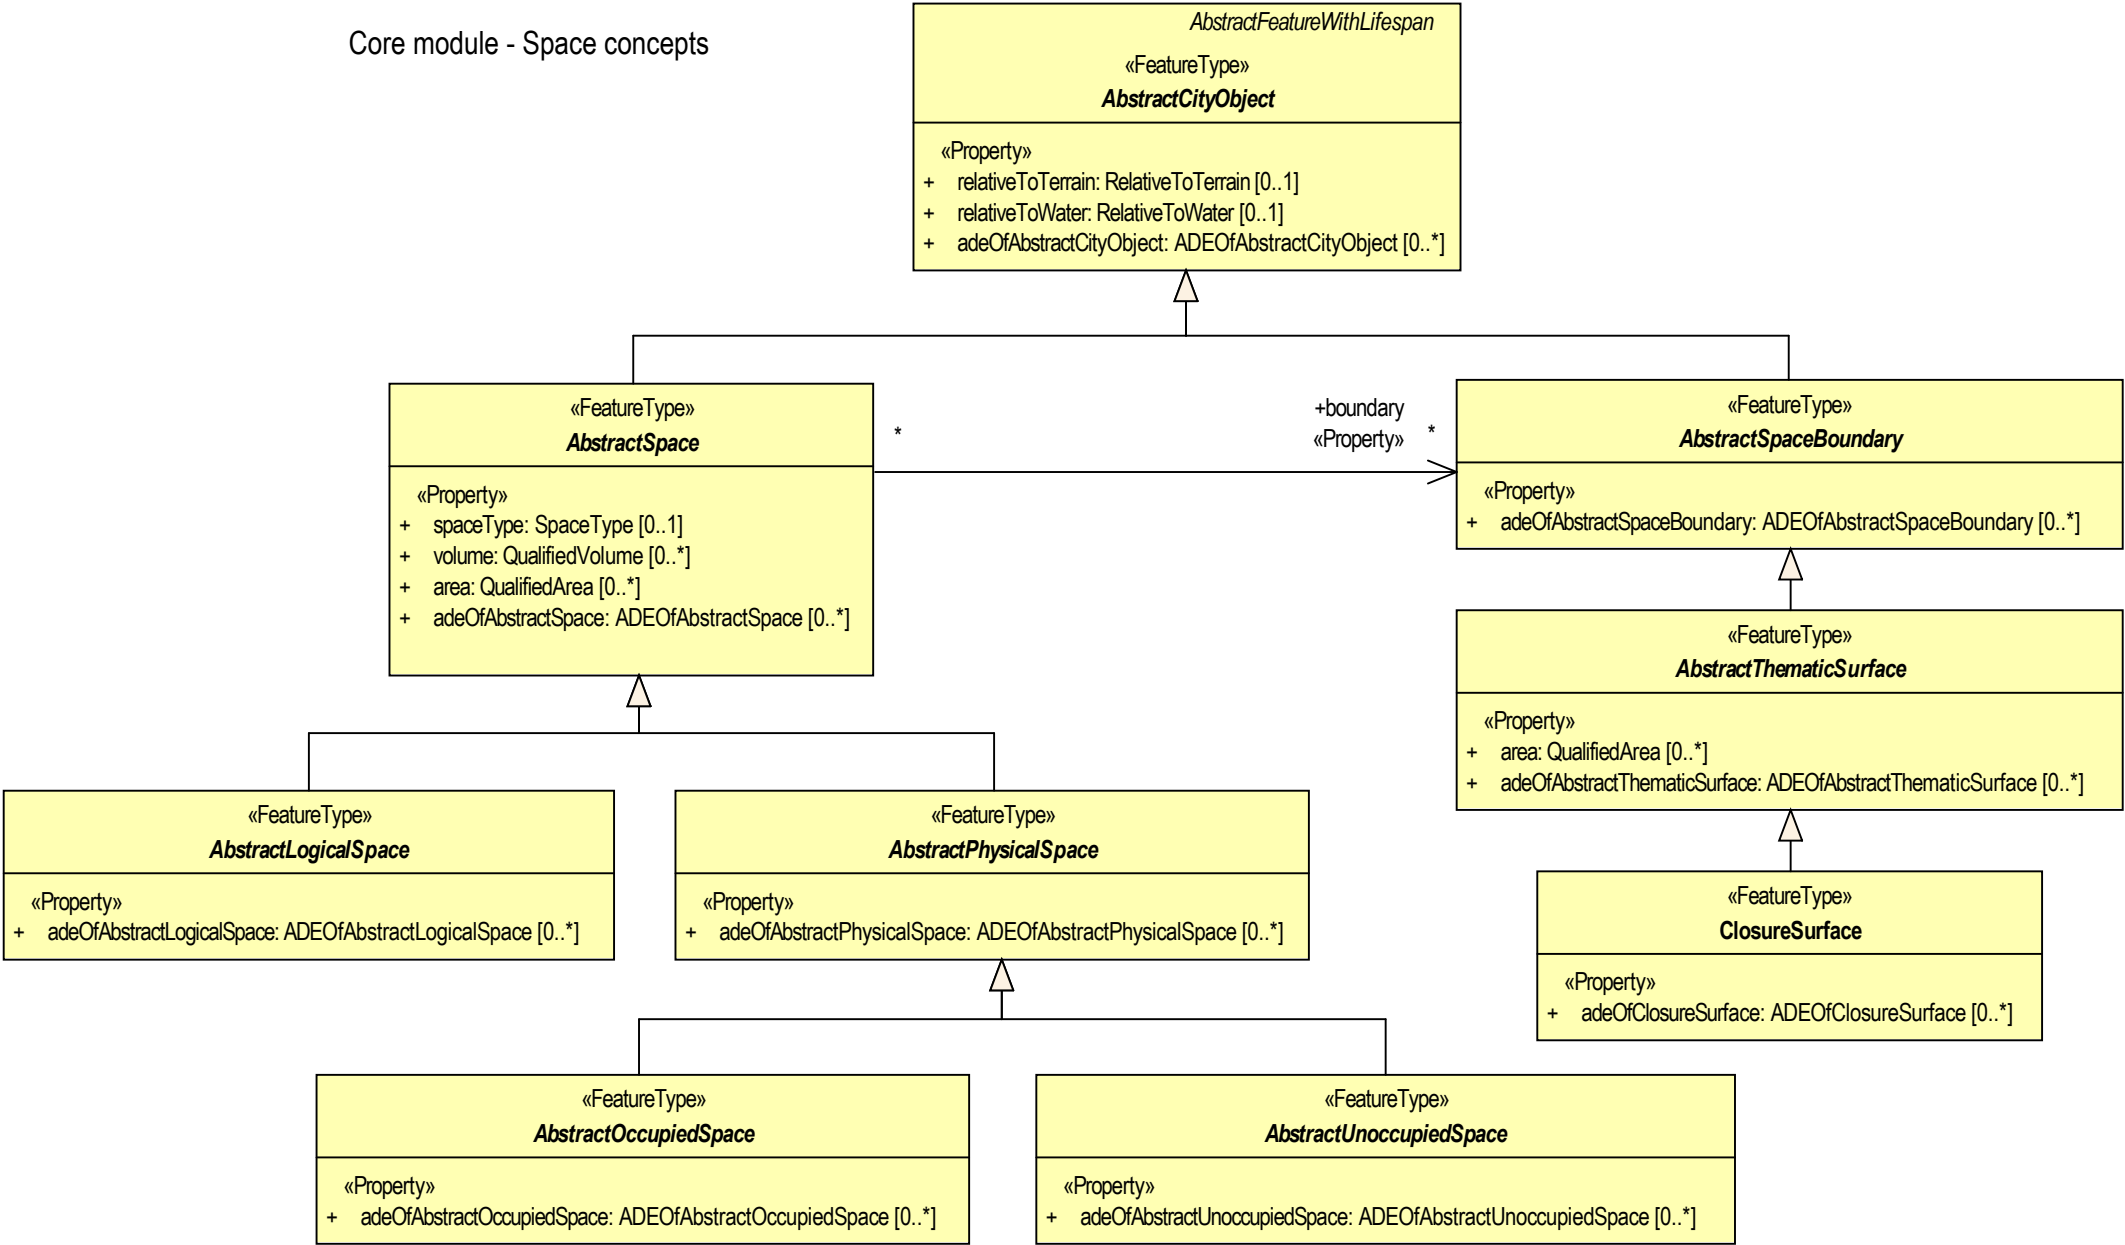 Core module - Space concepts
AbstractFeatureWithLifespan
«FeatureType»
AbstractCityObject
«Property»
+ relativeToTerrain: RelativeToTerrain [0..1]
+ relativeToWater: RelativeToWater [0..1]
+ adeOfAbstractCityObject: ADEOfAbstractCityObject [0..*]
«FeatureType»
AbstractSpace
«Property»
+ spaceType: SpaceType [0..1]
+ volume: QualifiedVolume [0..*]
+ area: QualifiedArea [0..*]
+ adeOfAbstractSpace: ADEOfAbstractSpace [0..*]
*
+boundary
«Property»
*
«FeatureType»
AbstractSpaceBoundary
«Property»
+ adeOfAbstractSpaceBoundary: ADEOfAbstractSpaceBoundary [0..*]
«FeatureType»
AbstractThematicSurface
«Property»
+ area: QualifiedArea [0..*]
+ adeOfAbstractThematicSurface: ADEOfAbstractThematicSurface [0..*]
«FeatureType»
AbstractLogicalSpace
«Property»
+ adeOfAbstractLogicalSpace: ADEOfAbstractLogicalSpace [0..*]
«FeatureType»
AbstractPhysicalSpace
«Property»
+ adeOfAbstractPhysicalSpace: ADEOfAbstractPhysicalSpace [0..*]
«FeatureType»
ClosureSurface
«Property»
+ adeOfClosureSurface: ADEOfClosureSurface [0..*]
«FeatureType»
AbstractOccupiedSpace
«Property»
+ adeOfAbstractOccupiedSpace: ADEOfAbstractOccupiedSpace [0..*]
«FeatureType»
AbstractUnoccupiedSpace
«Property»
+ adeOfAbstractUnoccupiedSpace: ADEOfAbstractUnoccupiedSpace [0..*]